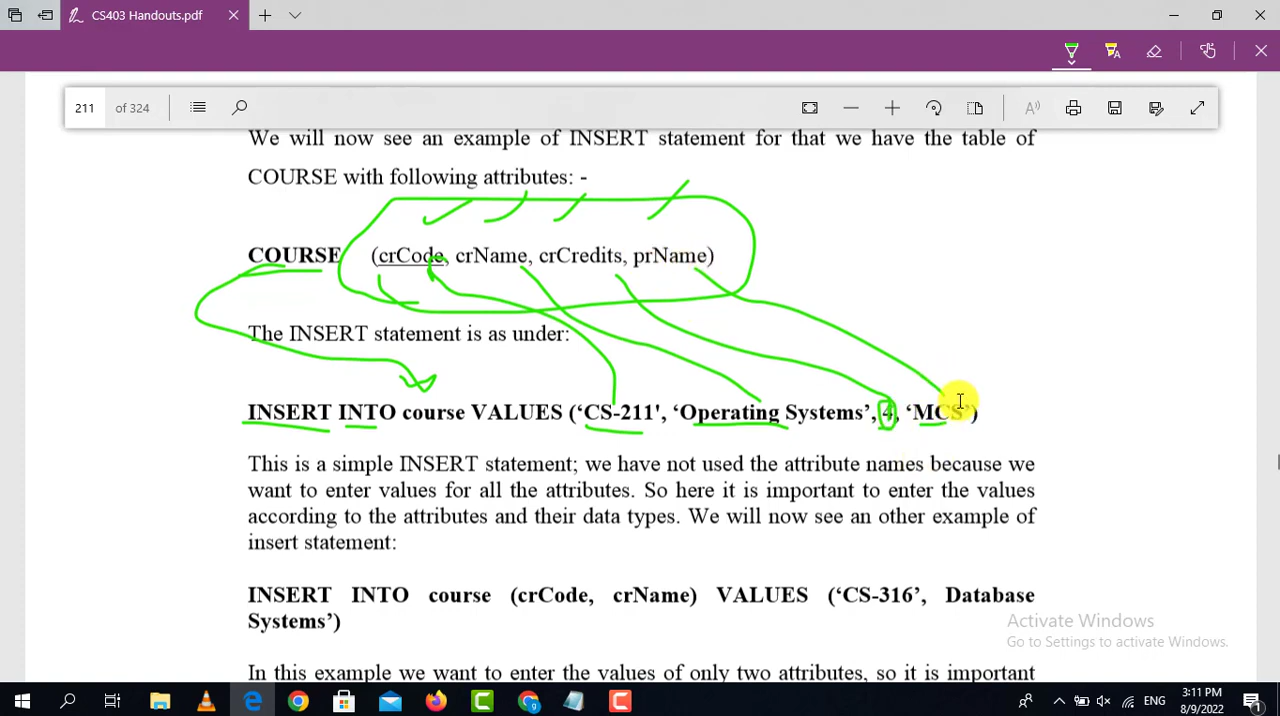 CS403 Handouts.pdf
211 of 324
We will now see an example of INSERT statement for that we have the table of
COURSE with following attributes: -
COURSE (crCode, crName, crCredits, prName)
The INSERT statement is as under:
INSERT INTO course VALUES (‘CS-211', ‘Operating Systems’, 4, ‘MCS’)
This is a simple INSERT statement; we have not used the attribute names because we
want to enter values for all the attributes. So here it is important to enter the values
according to the attributes and their data types. We will now see an other example of
insert statement:
INSERT INTO course (crCode, crName) VALUES (‘CS-316’, Database
Systems’)
Activate Windows
Go to Settings to activate Windows.
In this example we want to enter the values of only two attributes, so it is important
ENG
3:11 PM
8/9/2022